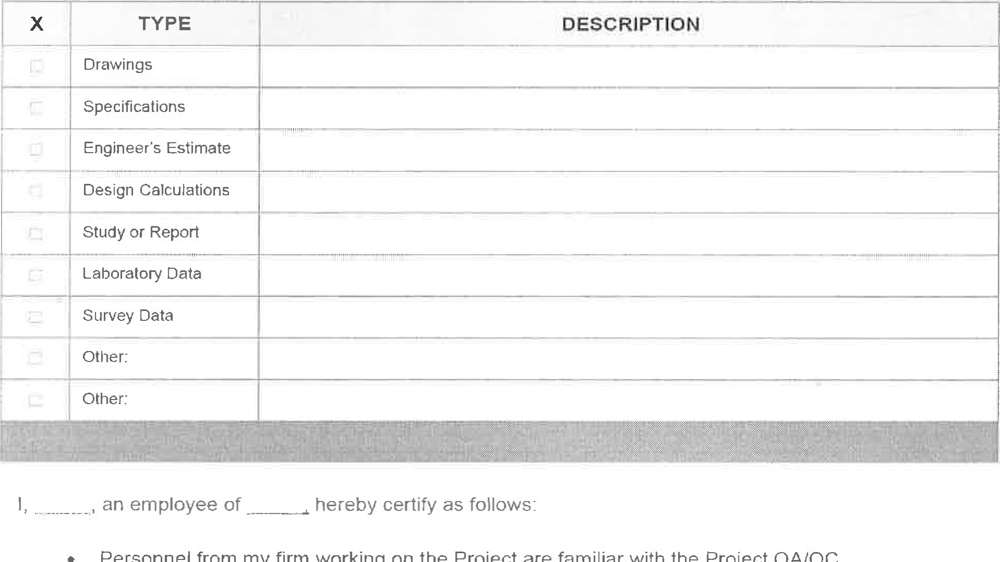 X TYPE DESCRIPTION
Drawings
Specifications
Engineer's Estimate
Design Calculations
Study or Report
Laboratory Data
Survey Data
Other:
Other:
I, ______, an employee of ______, hereby certify as follows:
• Personnel from my firm working on the Project are familiar with the Project QA/QC